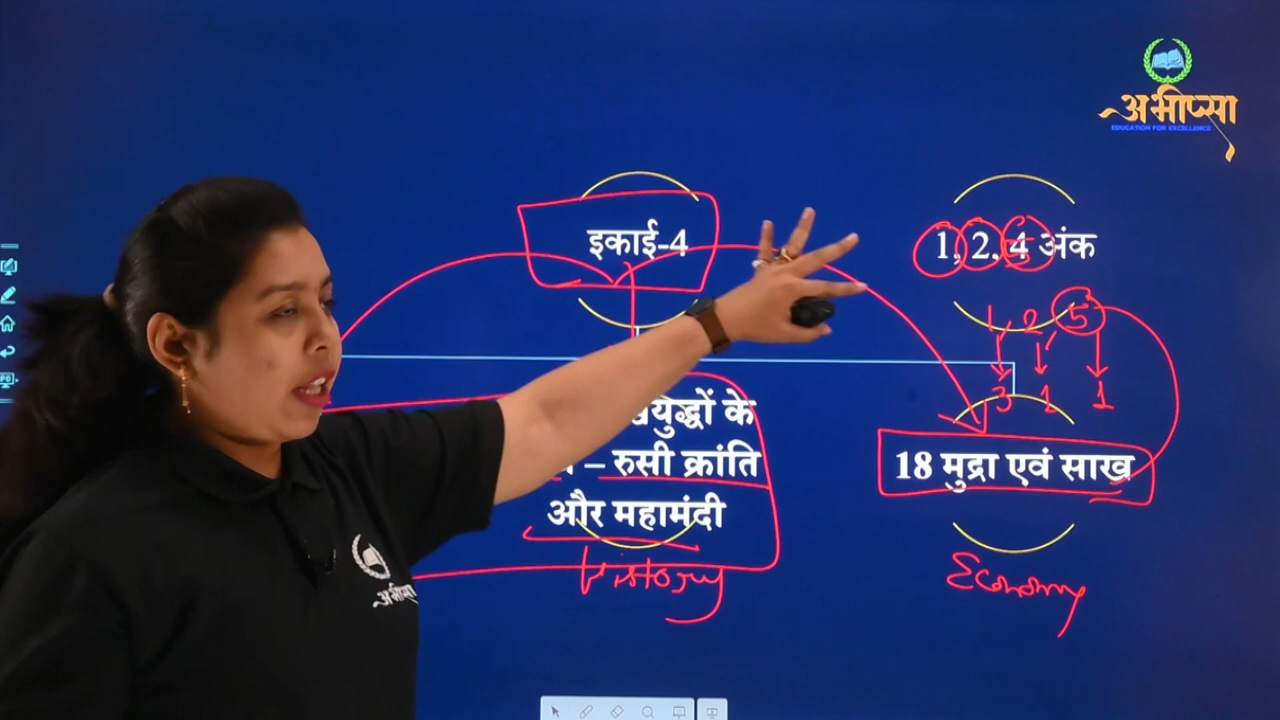 अभीप्सा
EDUCATION FOR EXCELLENCE
इकाई-4
1, 2, 4 अंक
1, 2, 5
3 1 1
के
– रुसी क्रांति
और महामंदी
18 मुद्रा एवं साख
History
Economy
अभीप्सा